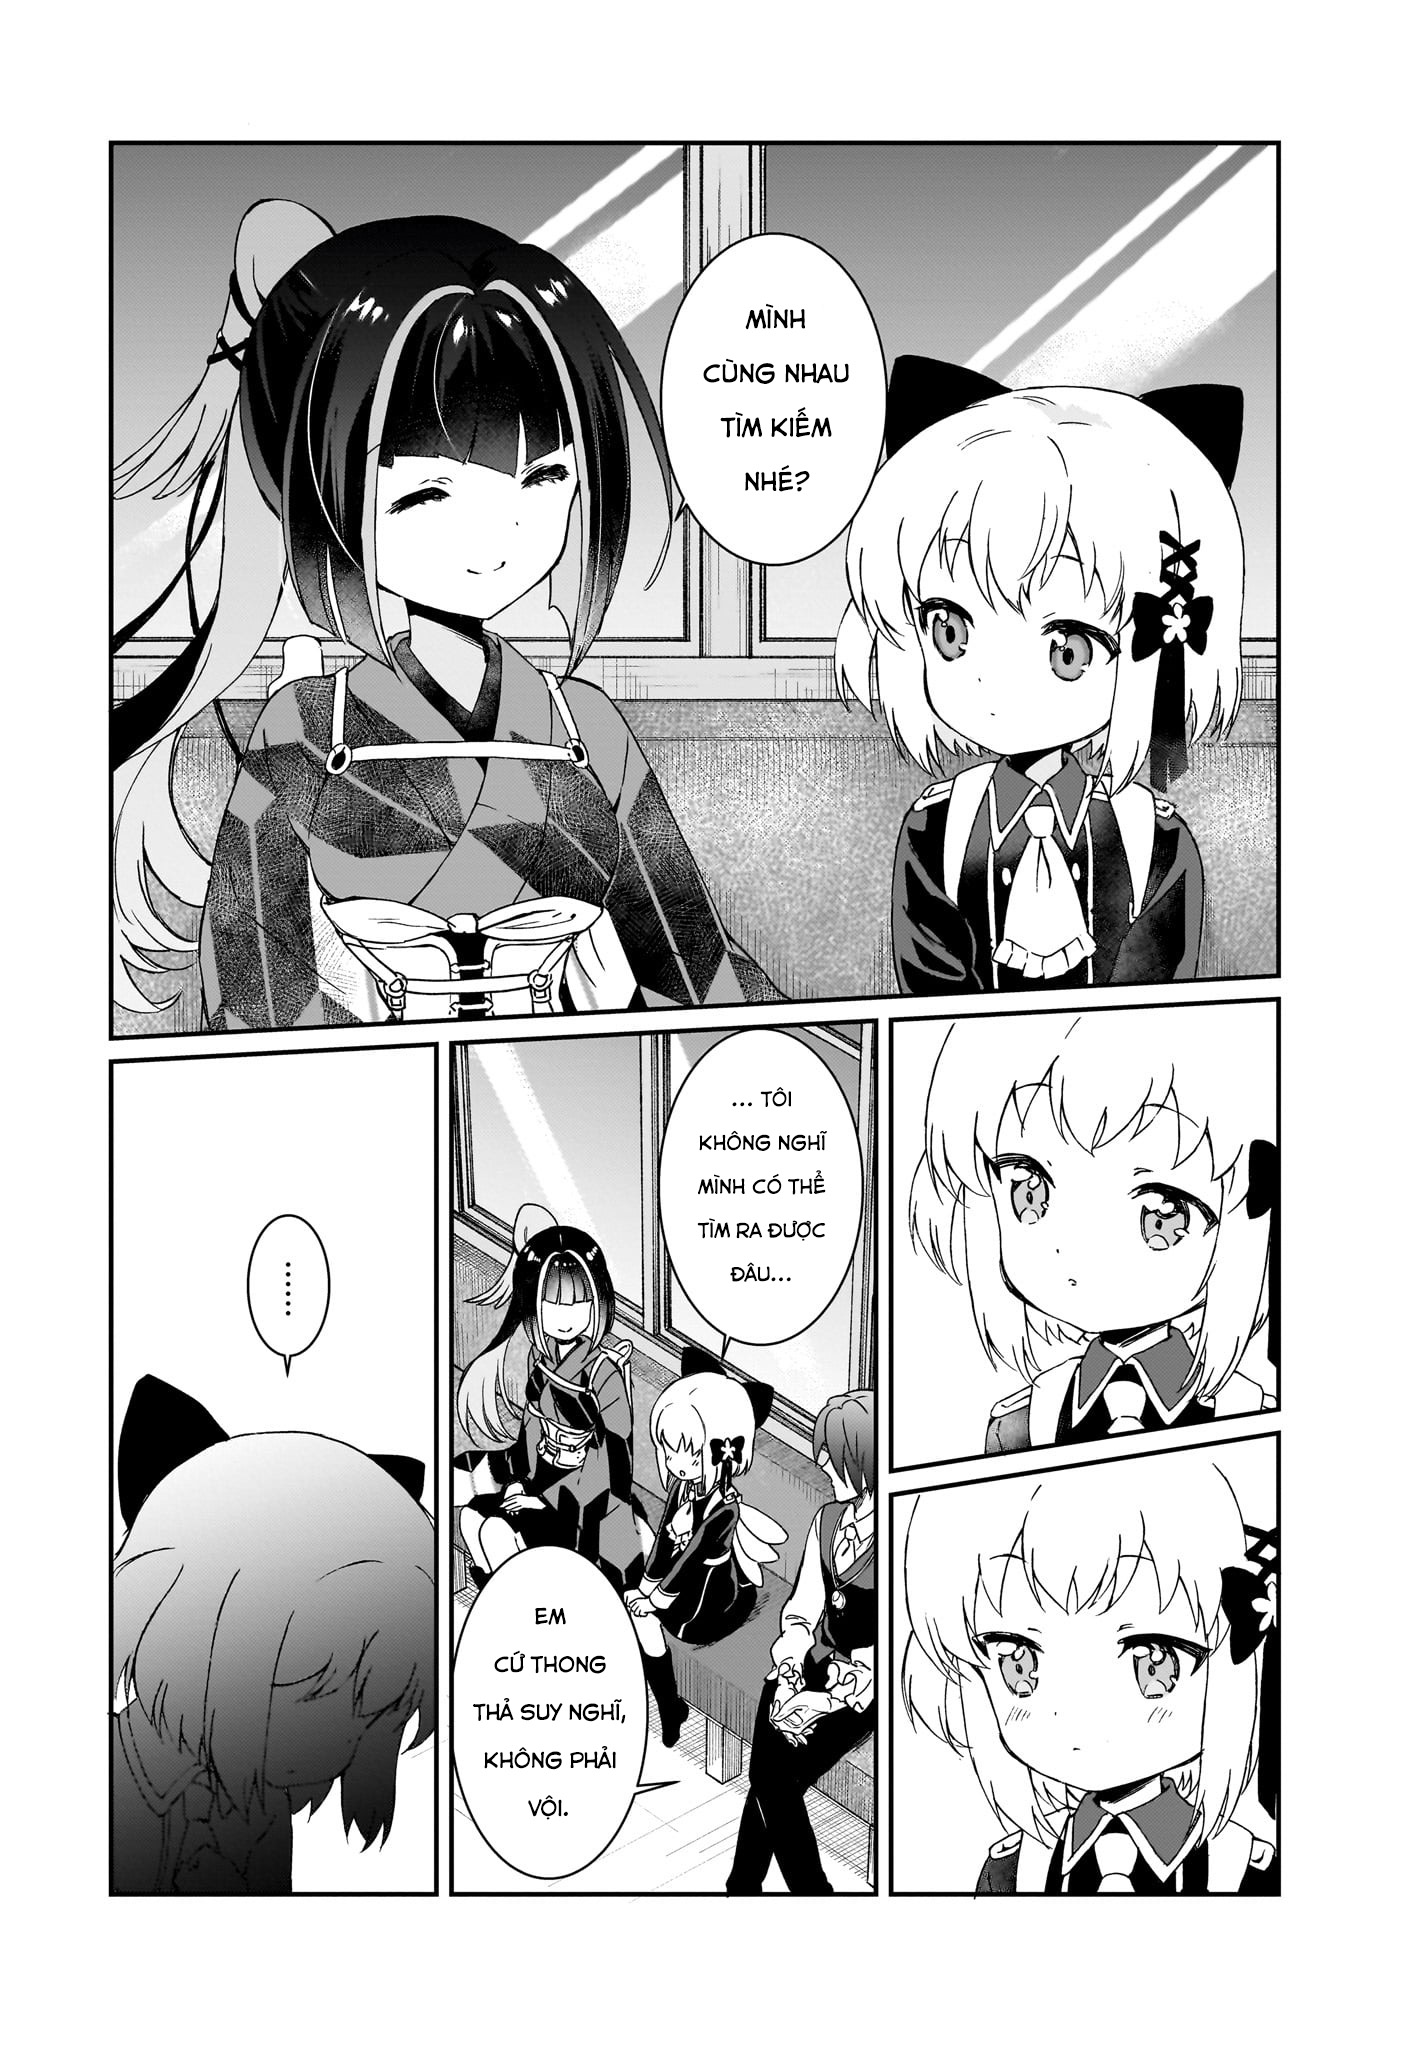 MÌNH
CÙNG NHAU
TÌM KIẾM
NHÉ?
... TÔI
KHÔNG NGHĨ
MÌNH CÓ THỂ
TÌM RA ĐƯỢC
ĐÂU...
EM
CỨ THONG
THẢ SUY NGHĨ,
KHÔNG PHẢI
VỘI.
......